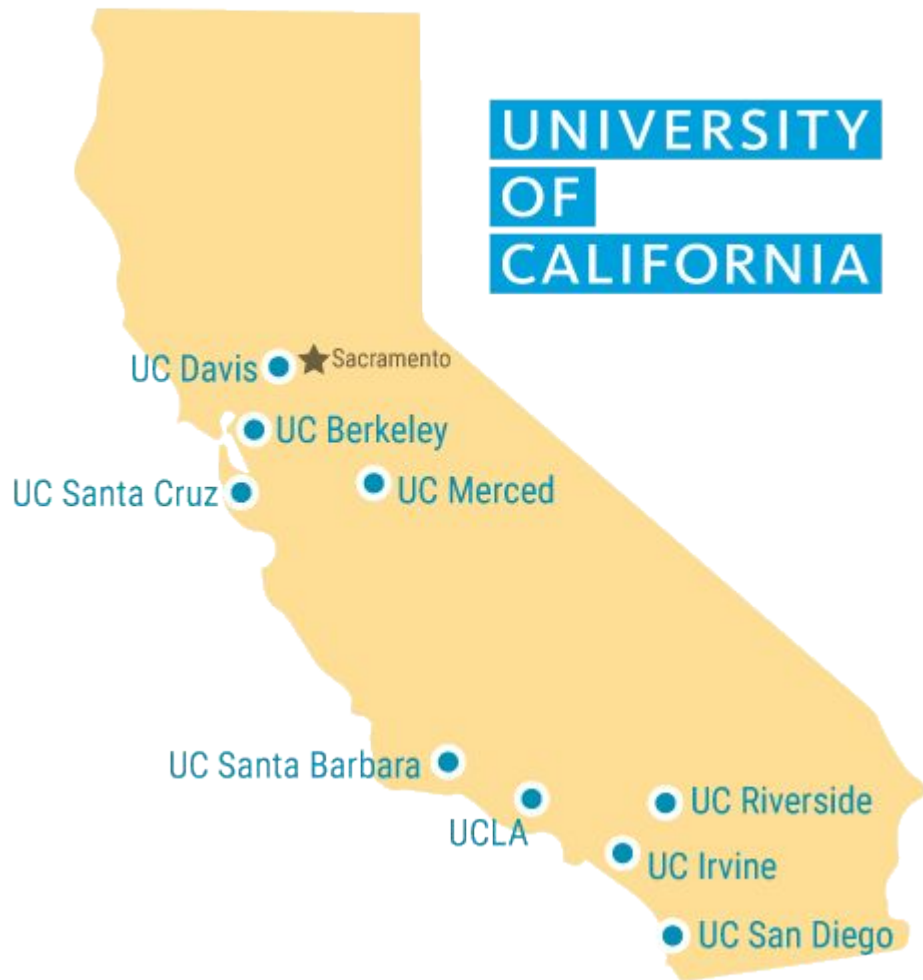 UNIVERSITY
OF
CALIFORNIA
UC Davis
Sacramento
UC Berkeley
UC Santa Cruz
UC Merced
UC Santa Barbara
UCLA
UC Riverside
UC Irvine
UC San Diego